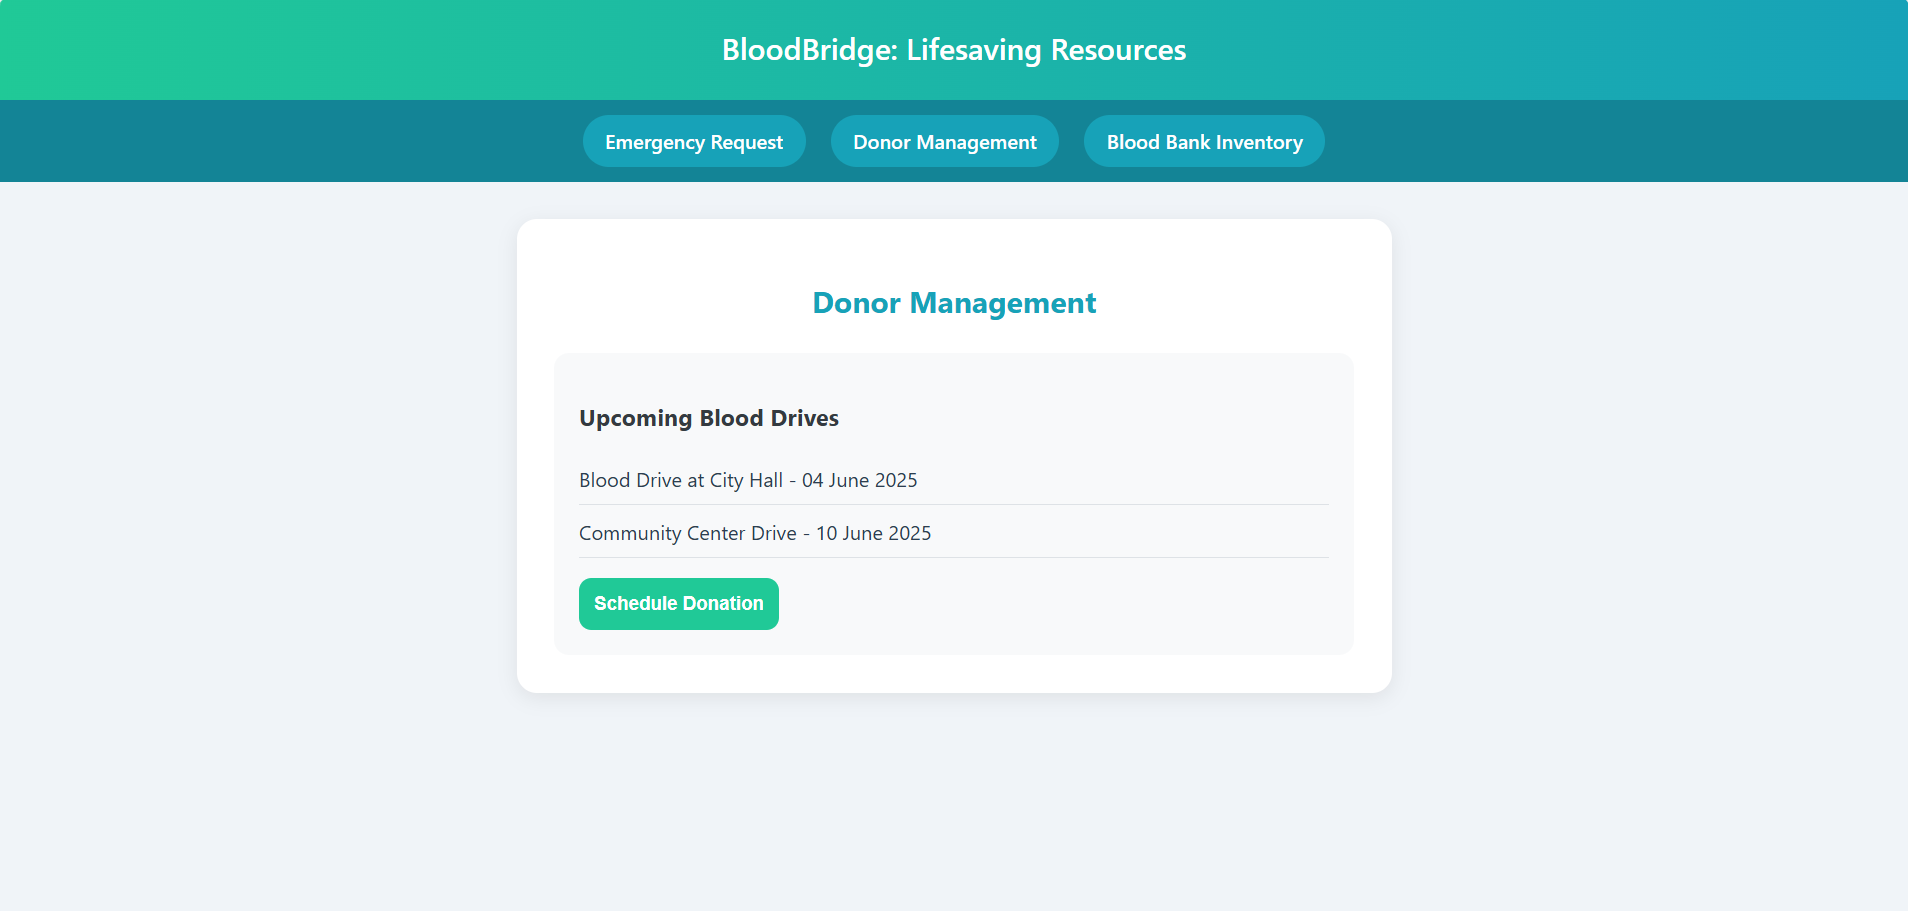 BloodBridge: Lifesaving Resources
Emergency Request
Donor Management
Blood Bank Inventory
Donor Management
Upcoming Blood Drives
Blood Drive at City Hall - 04 June 2025
Community Center Drive - 10 June 2025
Schedule Donation